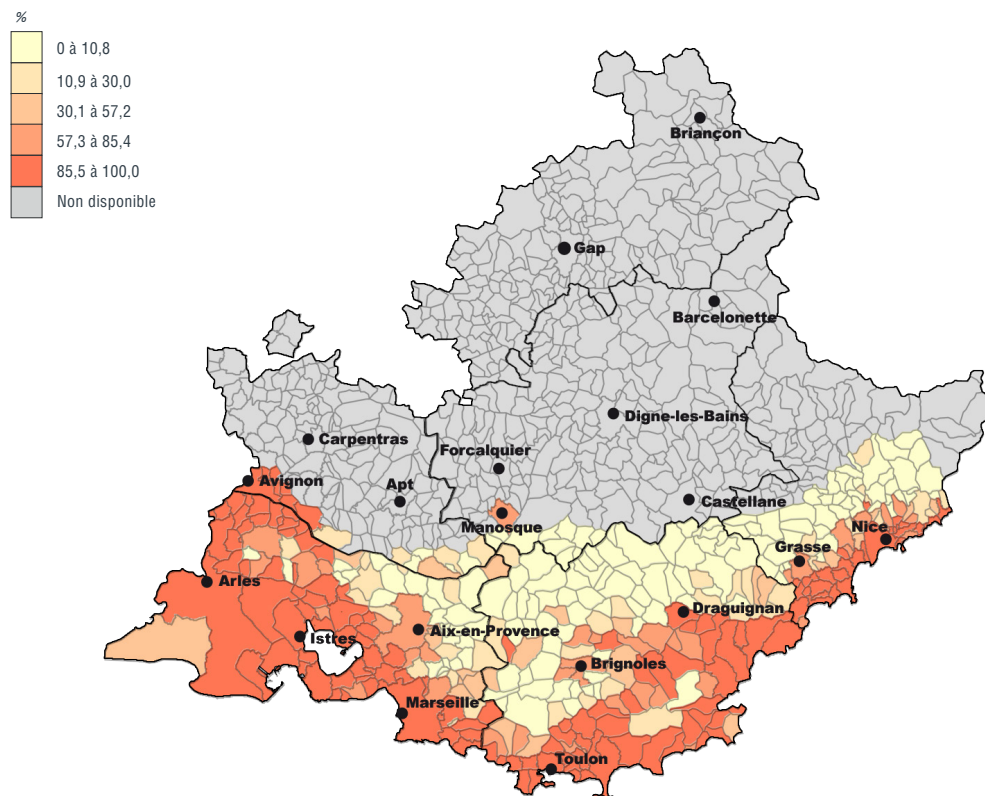 %
0 à 10,8
10,9 à 30,0
30,1 à 57,2
57,3 à 85,4
85,5 à 100,0
Non disponible
Briançon
Gap
Barcelonette
Digne-les-Bains
Carpentras
Forcalquier
Avignon
Apt
Castellane
Manosque
Nice
Grasse
Arles
Draguignan
Istres
Aix-en-Provence
Brignoles
Marseille
Toulon